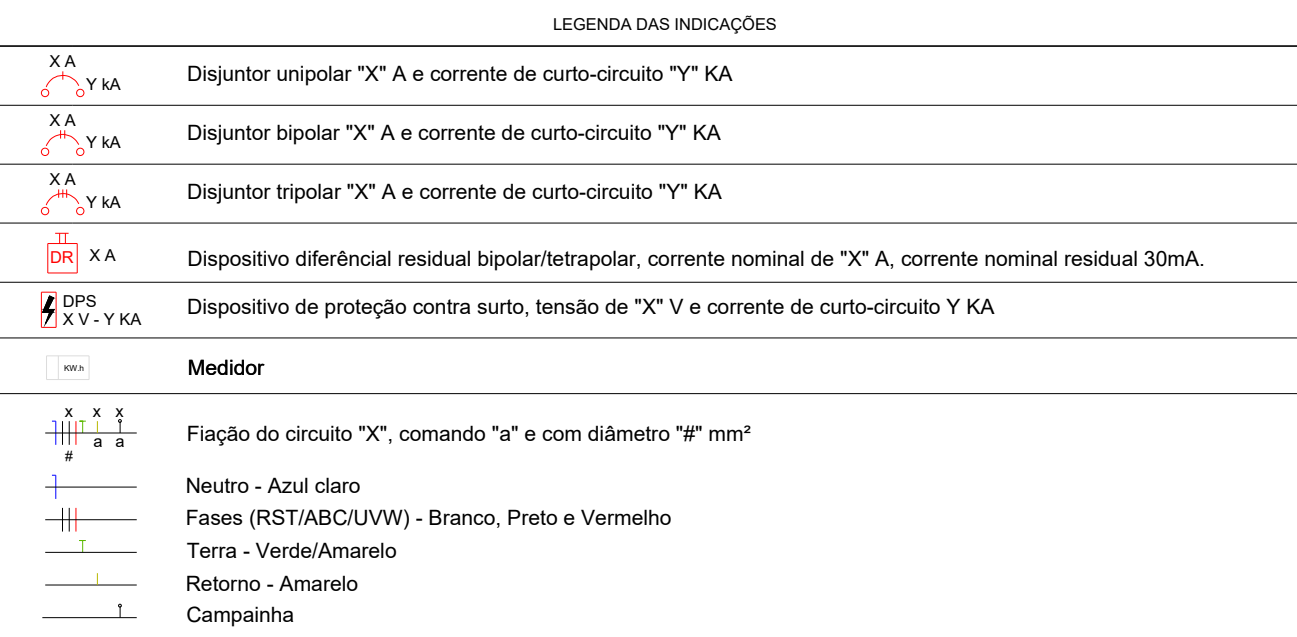 LEGENDA DAS INDICAÇÕES
X A
Y kA
Disjuntor unipolar "X" A e corrente de curto-circuito "Y" KA
X A
Y kA
Disjuntor bipolar "X" A e corrente de curto-circuito "Y" KA
X A
Y kA
Disjuntor tripolar "X" A e corrente de curto-circuito "Y" KA
DR X A
Dispositivo diferêncial residual bipolar/tetrapolar, corrente nominal de "X" A, corrente nominal residual 30mA.
DPS
X V - Y KA
Dispositivo de proteção contra surto, tensão de "X" V e corrente de curto-circuito Y KA
KW.h
Medidor
x x x
a a
#
Fiação do circuito "X", comando "a" e com diâmetro "#" mm²
Neutro - Azul claro
Fases (RST/ABC/UVW) - Branco, Preto e Vermelho
Terra - Verde/Amarelo
Retorno - Amarelo
Campainha